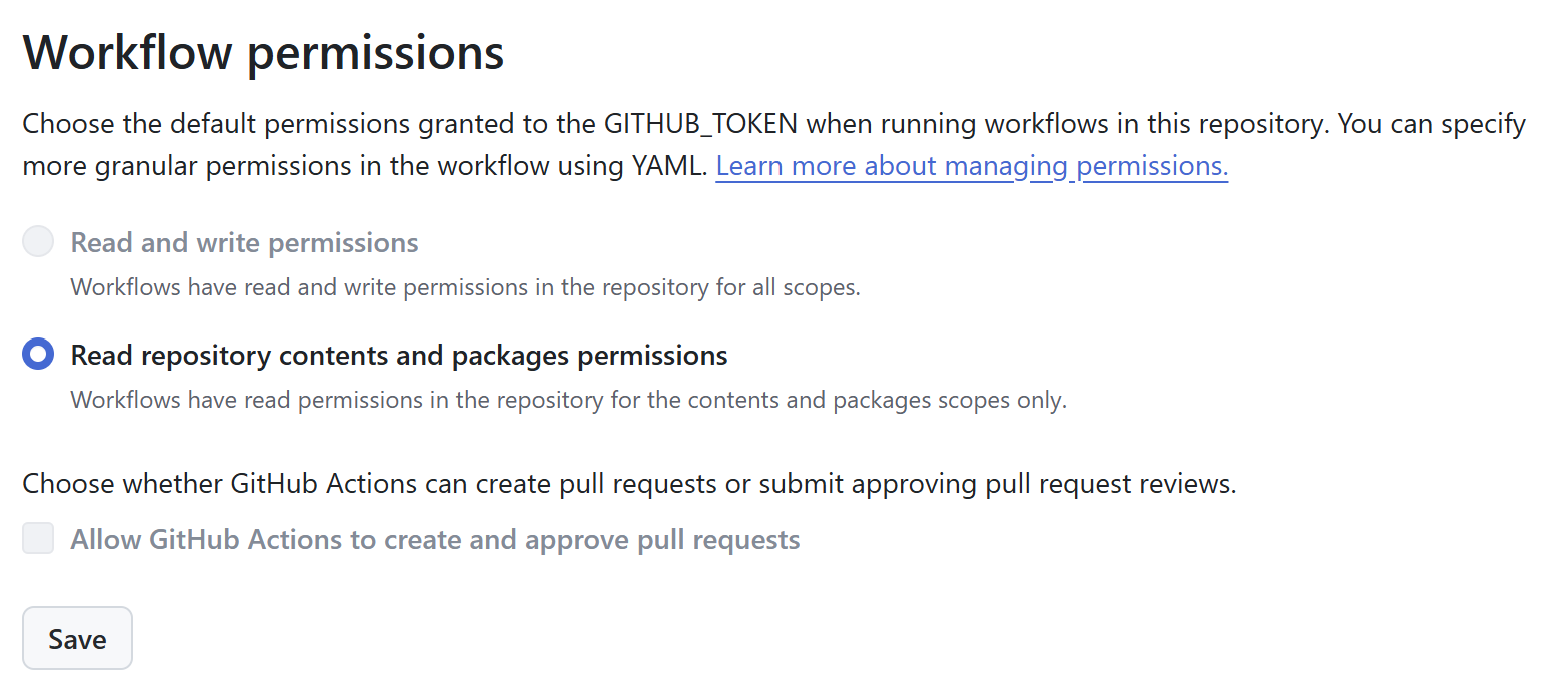 Workflow permissions
Choose the default permissions granted to the GITHUB_TOKEN when running workflows in this repository. You can specify
more granular permissions in the workflow using YAML. Learn more about managing permissions.
Read and write permissions
Workflows have read and write permissions in the repository for all scopes.
Read repository contents and packages permissions
Workflows have read permissions in the repository for the contents and packages scopes only.
Choose whether GitHub Actions can create pull requests or submit approving pull request reviews.
Allow GitHub Actions to create and approve pull requests
Save